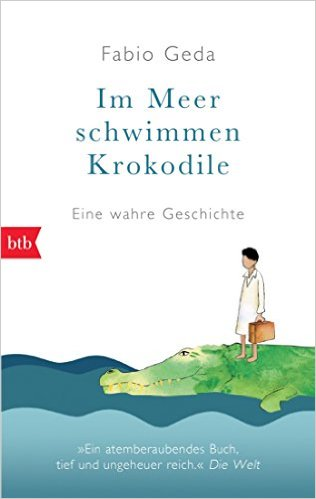 Fabio Geda
Im Meer
schwimmen
Krokodile
Eine wahre Geschichte
btb
»Ein atemberaubendes Buch,
tief und ungeheuer reich.« Die Welt